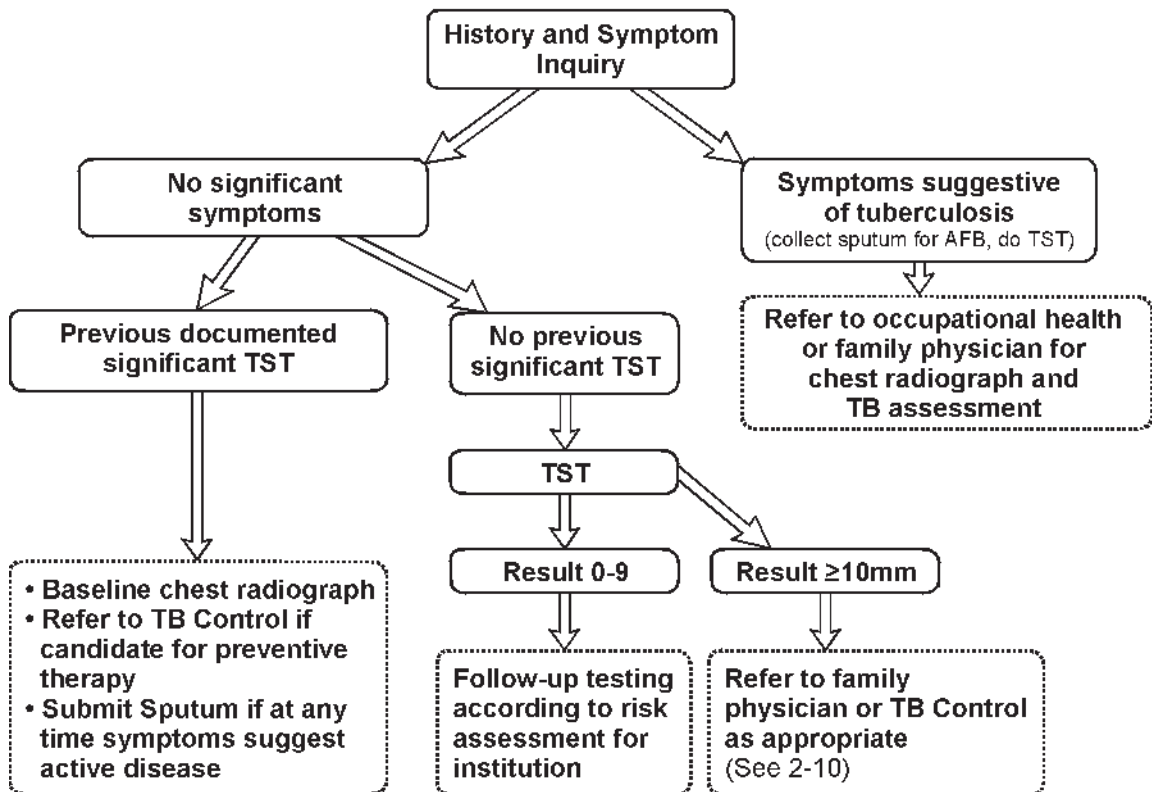 History and Symptom
Inquiry
No significant
symptoms
Symptoms suggestive
of tuberculosis
(collect sputum for AFB, do TST)
Previous documented
significant TST
No previous
significant TST
Refer to occupational health
or family physician for
chest radiograph and
TB assessment
TST
Result 0-9
Result ≥10mm
• Baseline chest radiograph
• Refer to TB Control if
candidate for preventive
therapy
• Submit Sputum if at any
time symptoms suggest
active disease
Follow-up testing
according to risk
assessment for
institution
Refer to family
physician or TB Control
as appropriate
(See 2-10)